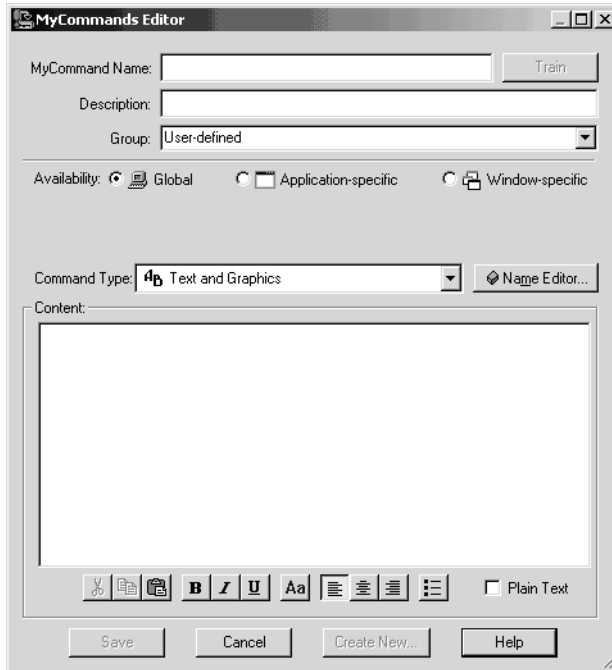 MyCommands Editor
MyCommand Name: Train
Description:
Group: User-defined
Availability: Global Application-specific Window-specific
Command Type: AB Text and Graphics Name Editor...
Content:
B I U Aa Plain Text
Save Cancel Create New... Help